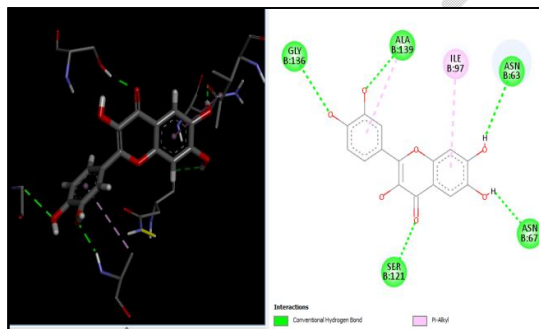 GLY
B:136
ALA
B:139
ILE
B:97
ASN
B:63
O
O
H
O
O
O
H
O
O
ASN
B:67
SER
B:121
Interactions
Conventional Hydrogen Bond
Pi-Alkyl